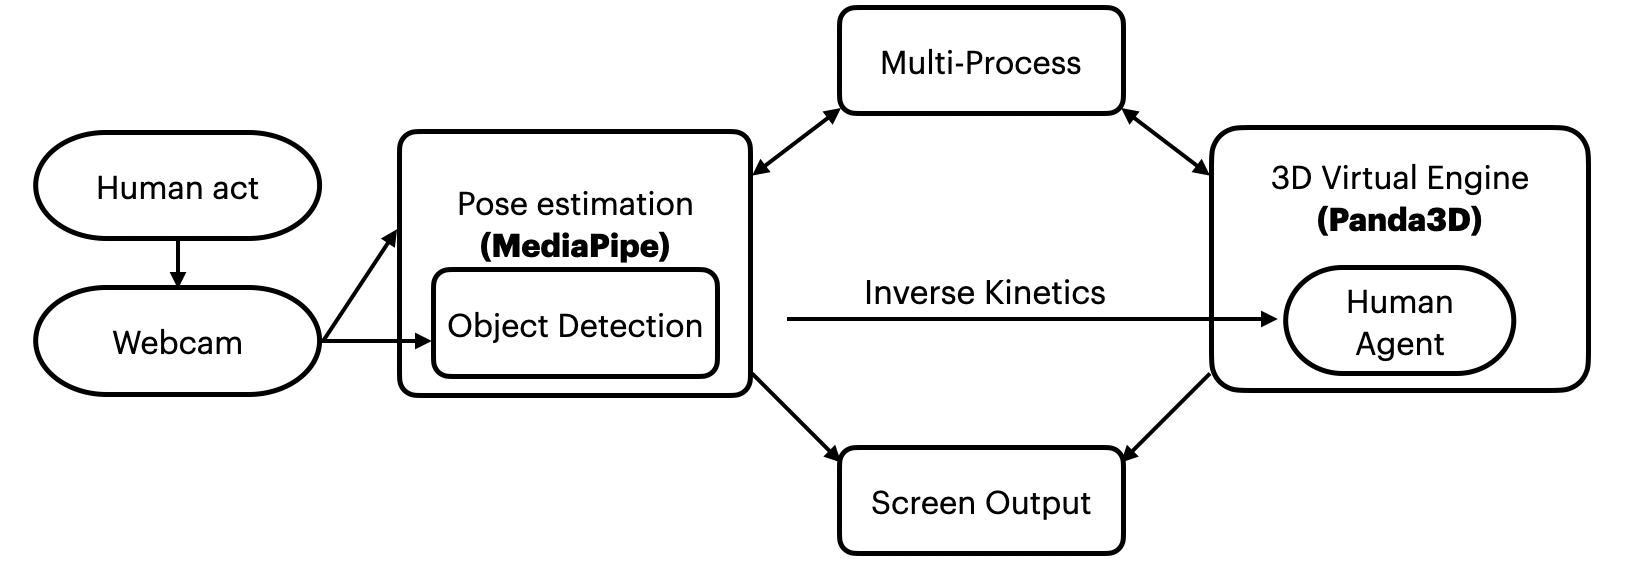 Multi-Process
Human act
Webcam
Pose estimation
(MediaPipe)
Object Detection
Inverse Kinetics
3D Virtual Engine
(Panda3D)
Human
Agent
Screen Output